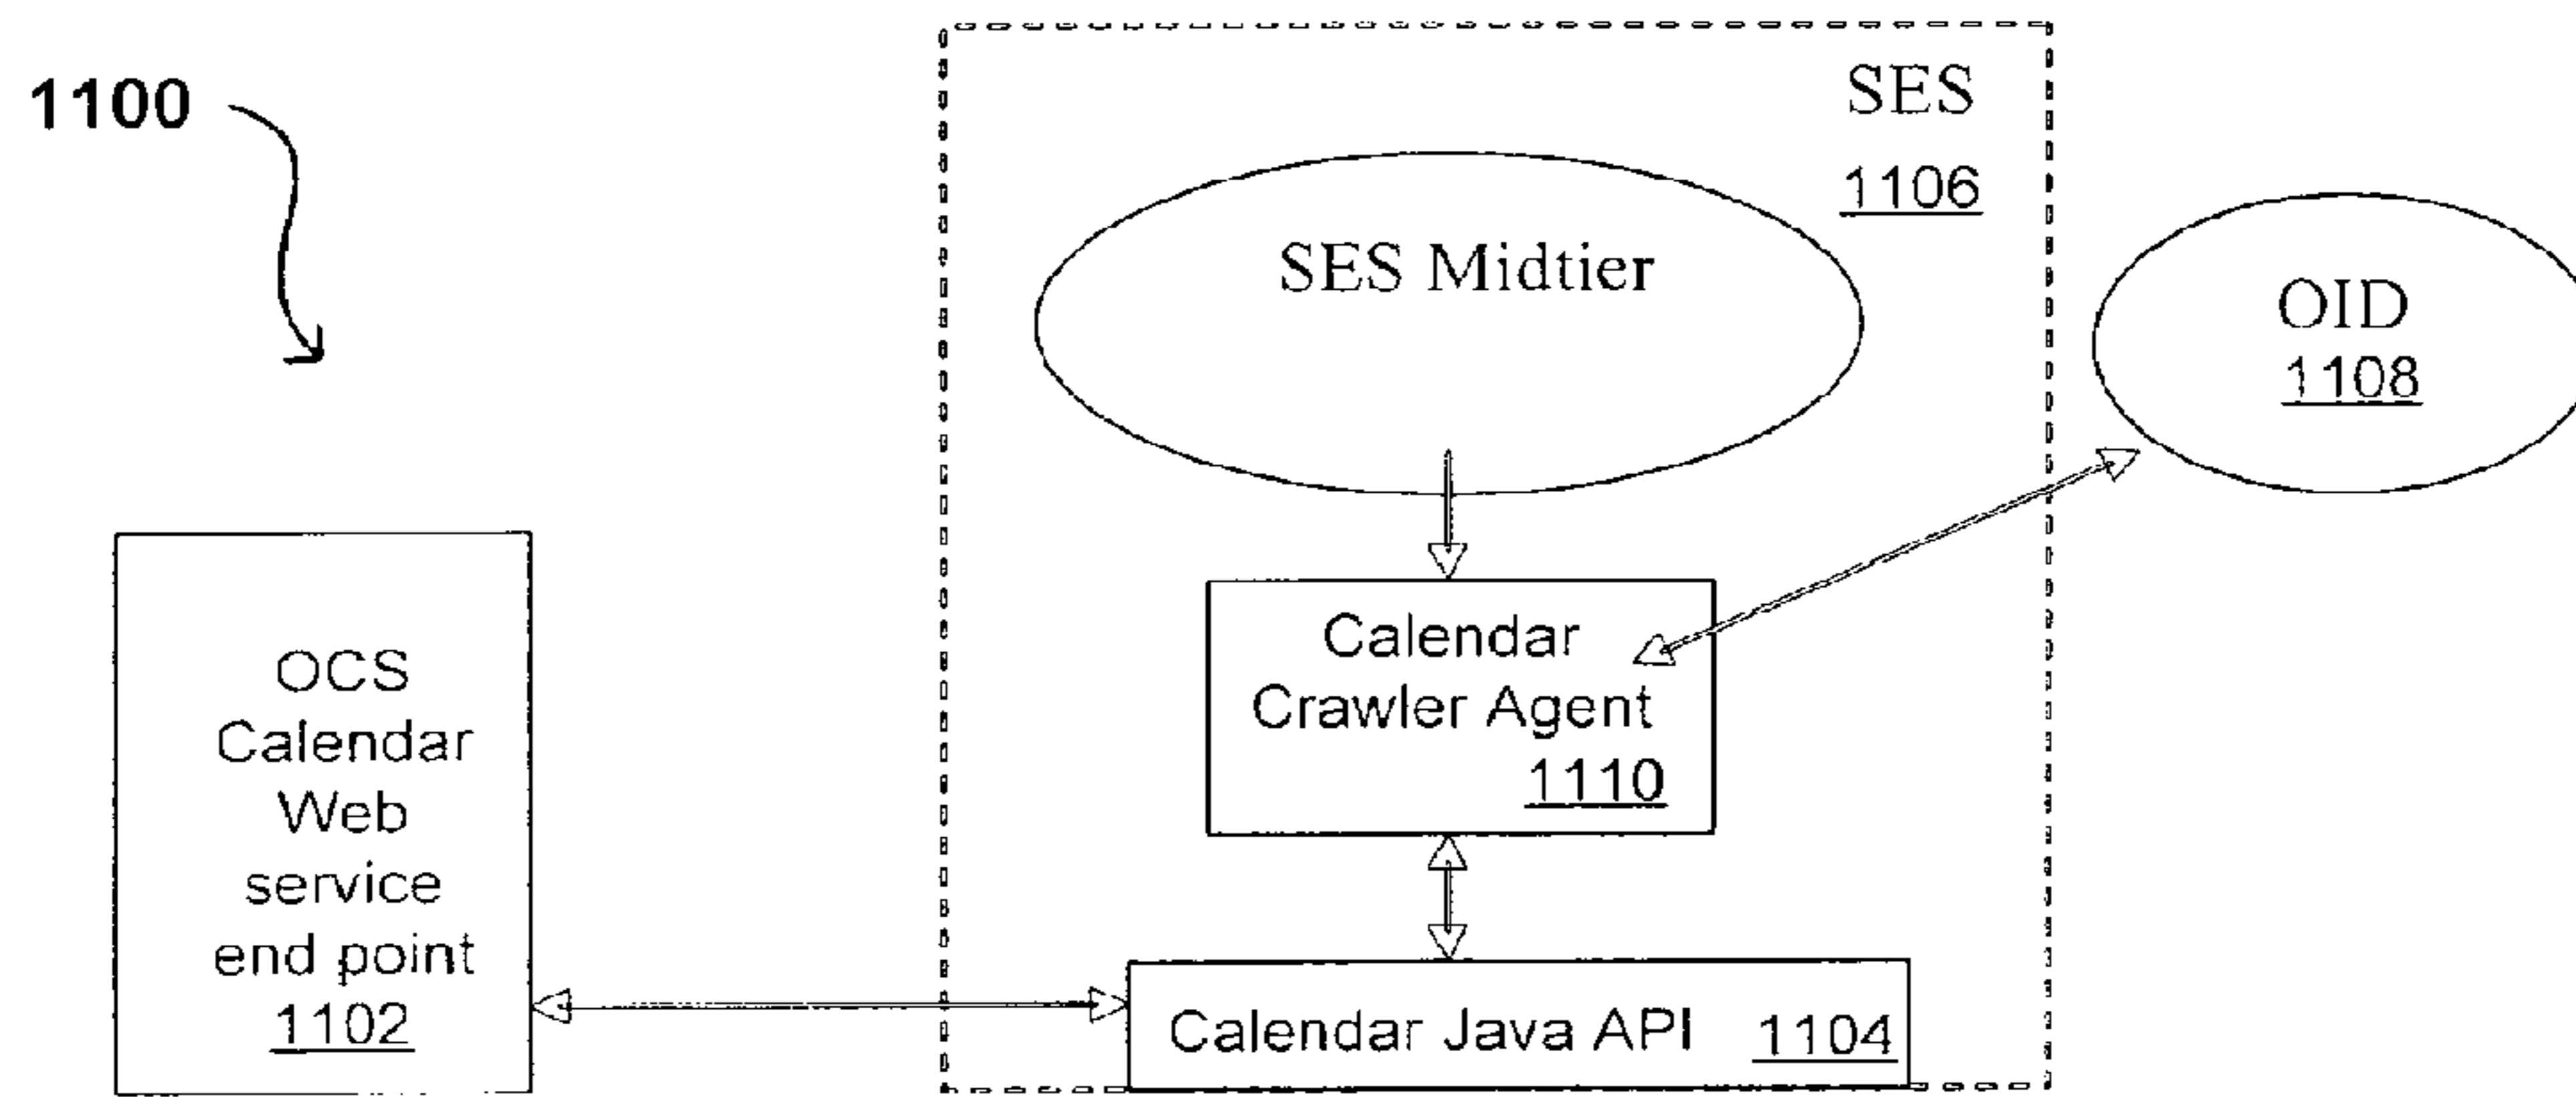 1100
SES
1106
SES Midtier
OID
1108
Calendar
Crawler Agent
1110
OCS
Calendar
Web
service
end point
1102
Calendar Java API 1104